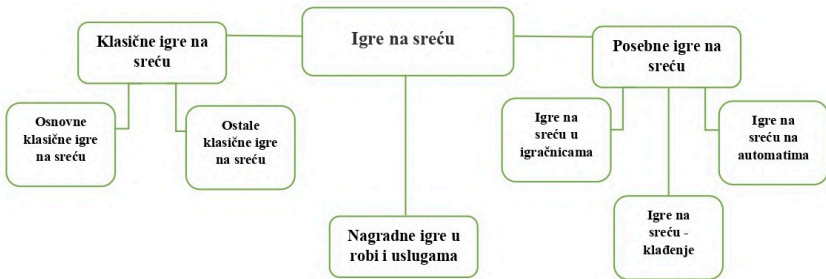 Igre na sreću
Klasične igre na
sreću
Posebne igre na
sreću
Osnovne
klasične igre
na sreću
Ostale
klasične igre
na sreću
Igre na
sreću u
igračnicama
Igre na
sreću na
automatima
Nagradne igre u
robi i uslugama
Igre na
sreću -
klađenje